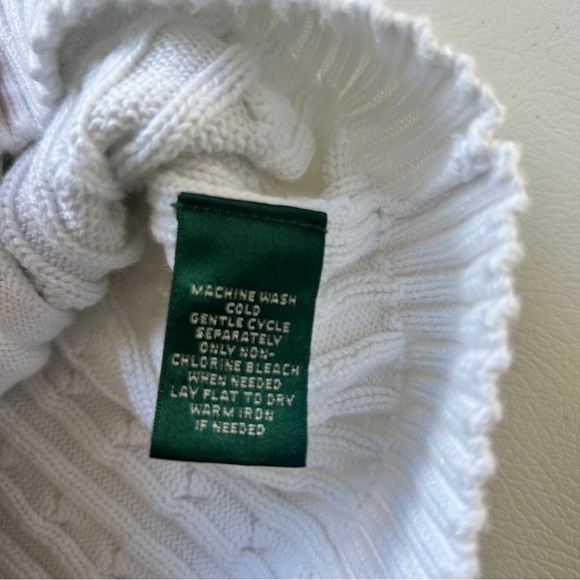 MACHINE WASH
COLD
GENTLE CYCLE
SEPARATELY
ONLY NON-
CHLORINE BLEACH
WHEN NEEDED
LAY FLAT TO DRY
WARM IRON
IF NEEDED